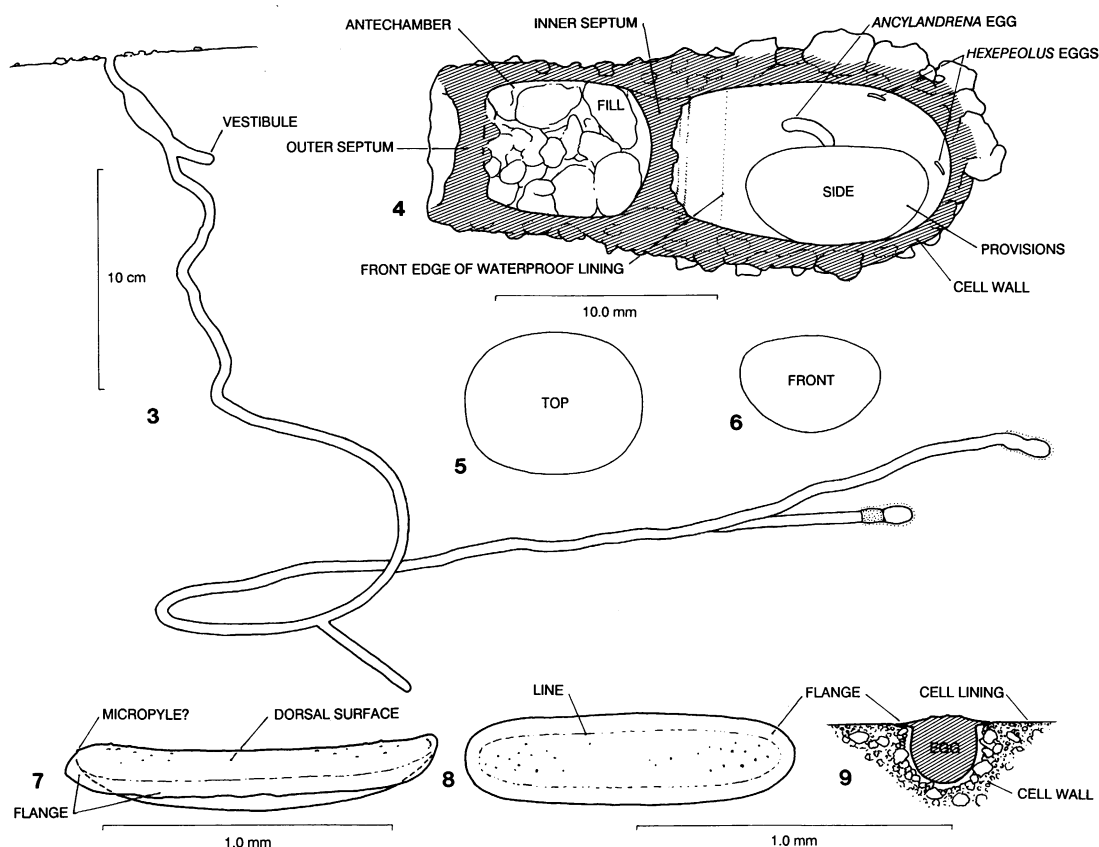 ANTECHAMBER
INNER SEPTUM
ANCYLANDRENA EGG
HEXEPEOLUS EGGS
FILL
VESTIBULE
OUTER SEPTUM
SIDE
4
PROVISIONS
FRONT EDGE OF WATERPROOF LINING
CELL WALL
10 cm
10.0 mm
3
TOP
5
FRONT
6
MICROPYLE?
DORSAL SURFACE
LINE
FLANGE
CELL LINING
EGG
7
8
9
FLANGE
CELL WALL
1.0 mm
1.0 mm